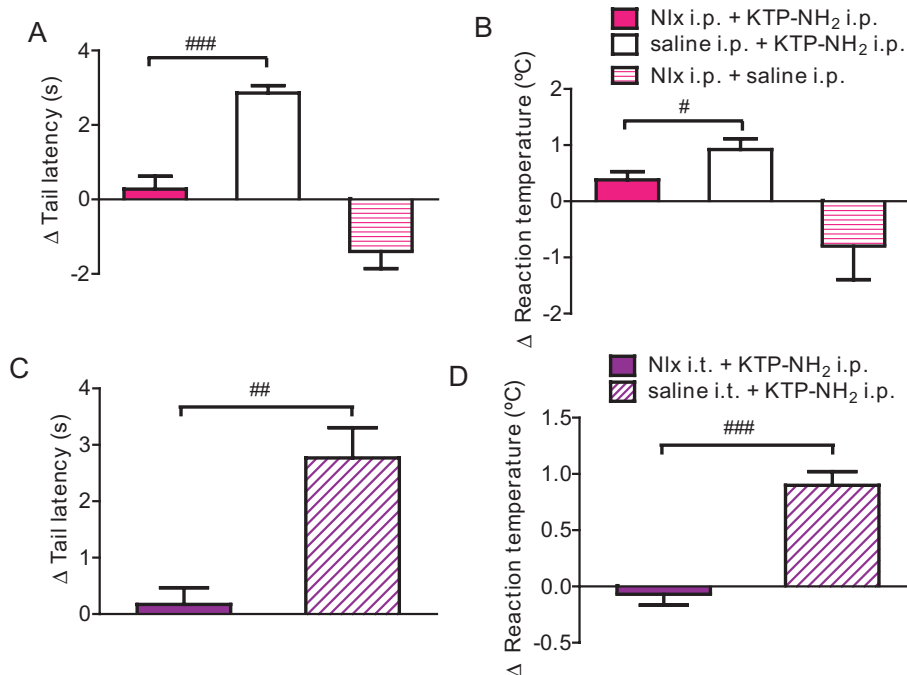 A
Δ Tail latency (s)
4
2
0
-2
###
B
Nlx i.p. + KTP-NH₂ i.p.
saline i.p. + KTP-NH₂ i.p.
Nlx i.p. + saline i.p.
Δ Reaction temperature (ºC)
2
1
0
-1
-2
#
C
Δ Tail latency (s)
4
3
2
1
0
##
D
Nlx i.t. + KTP-NH₂ i.p.
saline i.t. + KTP-NH₂ i.p.
Δ Reaction temperature (ºC)
1.5
1.0
0.5
0.0
-0.5
###